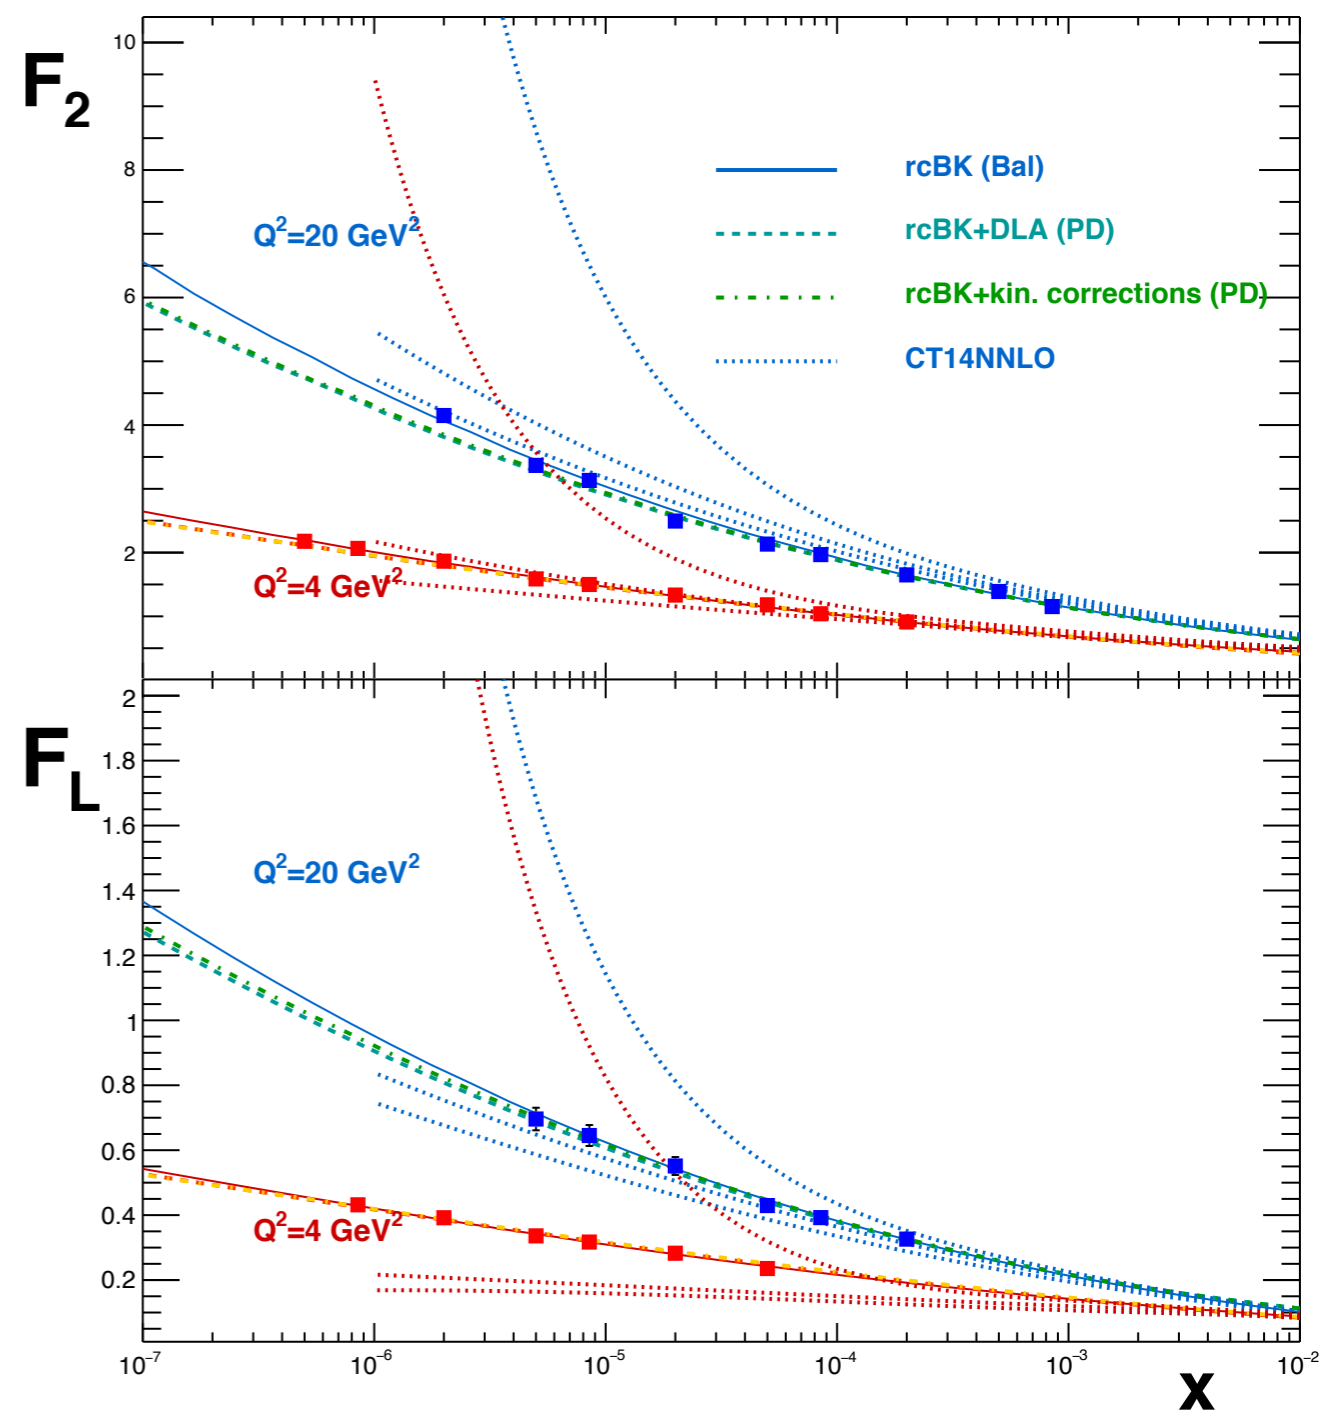 F2
10
8
6
4
2
Q²=20 GeV²
Q²=4 GeV²
rcBK (Bal)
rcBK+DLA (PD)
rcBK+kin. corrections (PD)
CT14NNLO
FL
2
1.8
1.6
1.4
1.2
1
0.8
0.6
0.4
0.2
Q²=20 GeV²
Q²=4 GeV²
10⁻⁷ 10⁻⁶ 10⁻⁵ 10⁻⁴ 10⁻³ 10⁻²
x